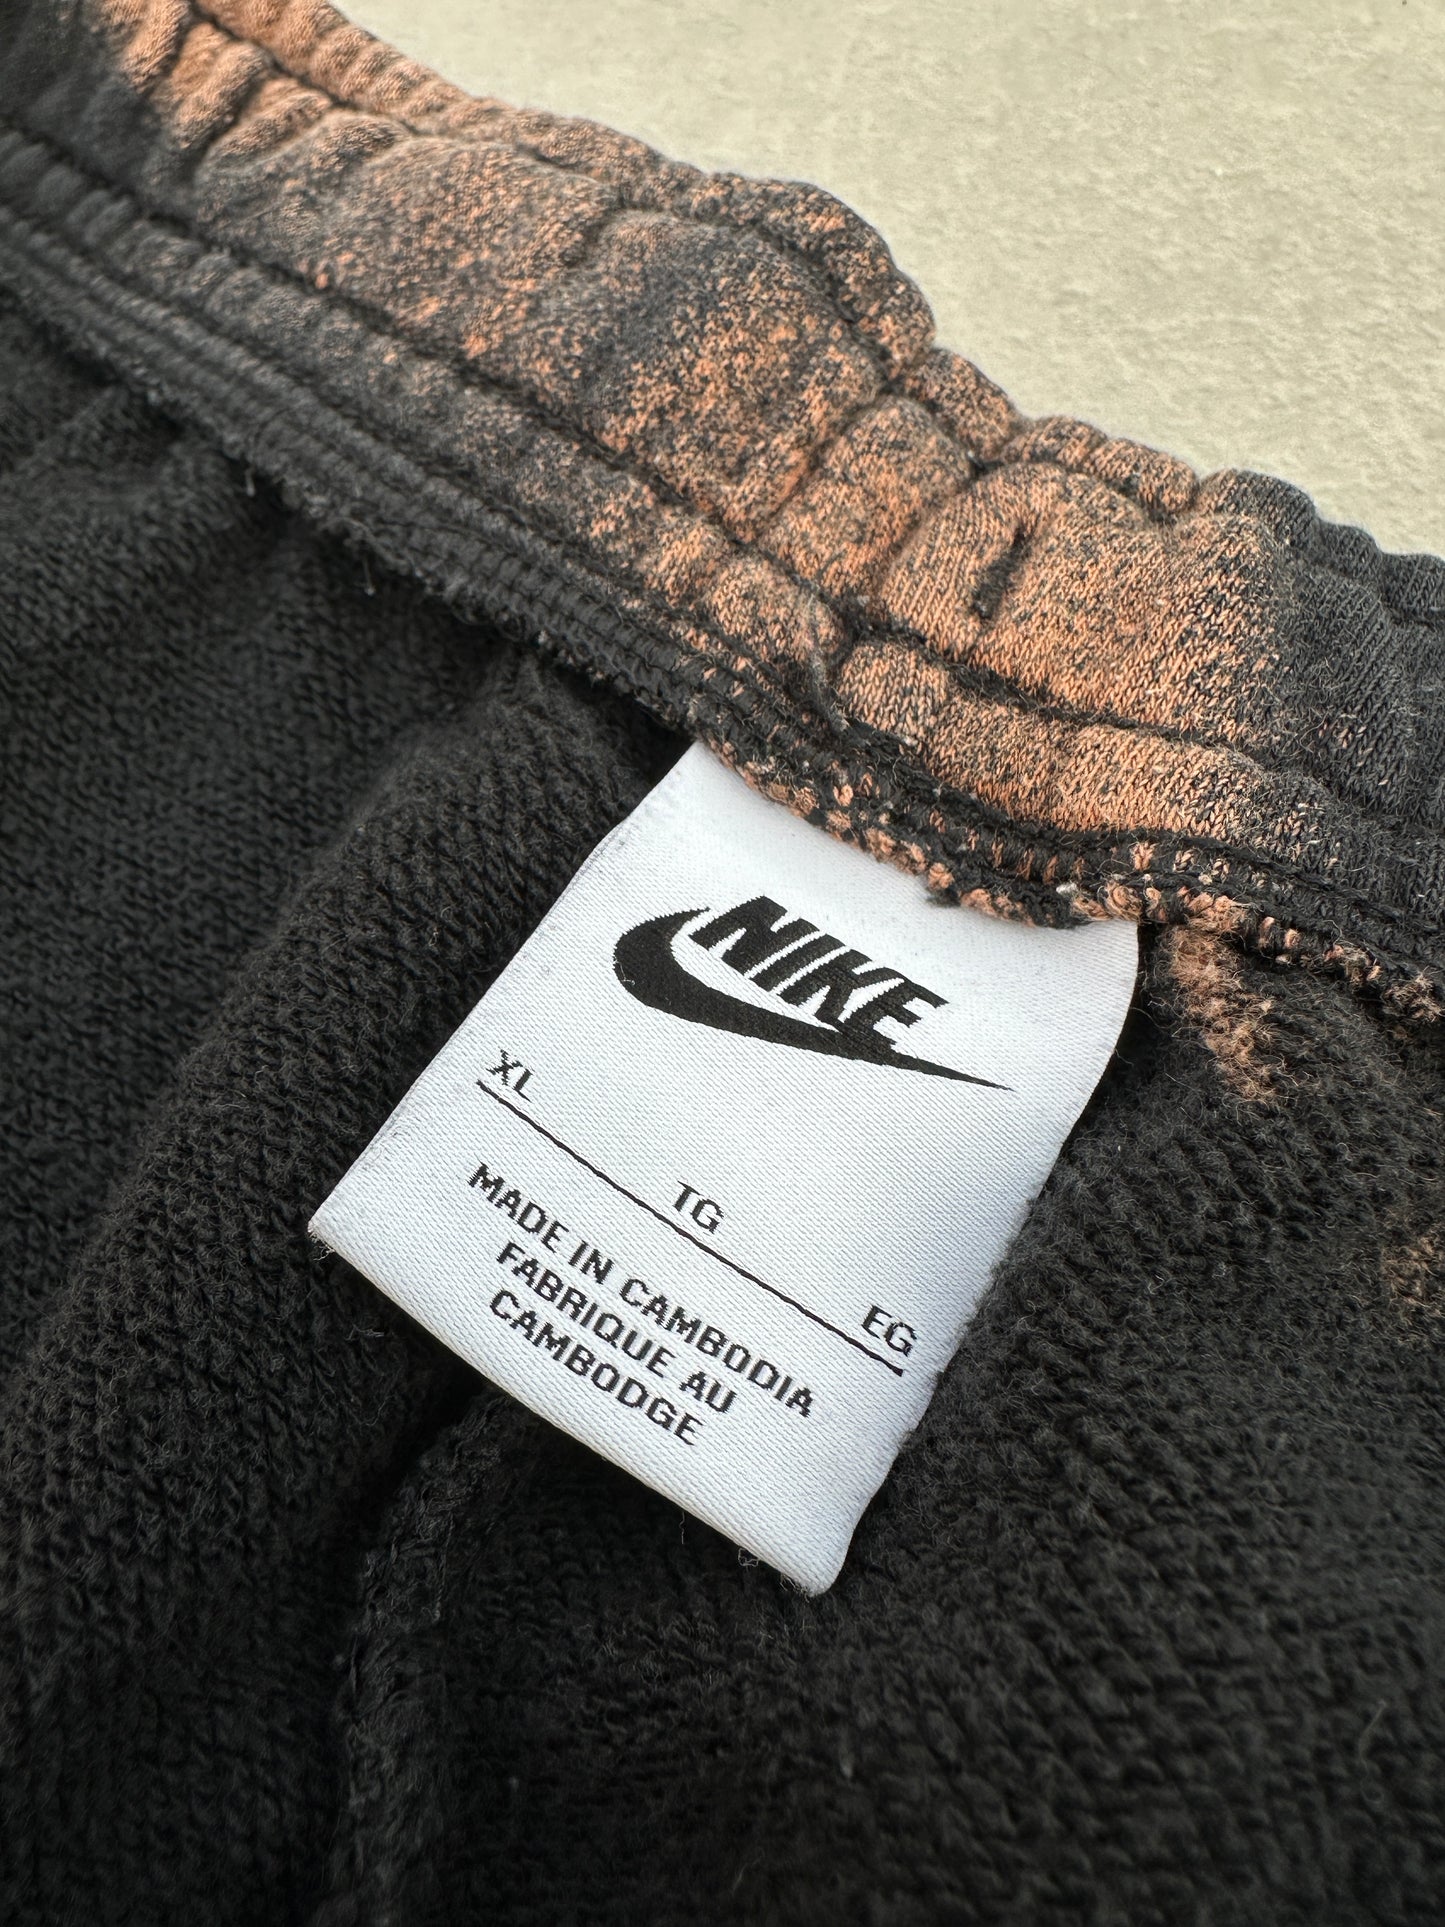 NIKE
XL TG EG
MADE IN CAMBODIA
FABRIQUE AU
CAMBODGE